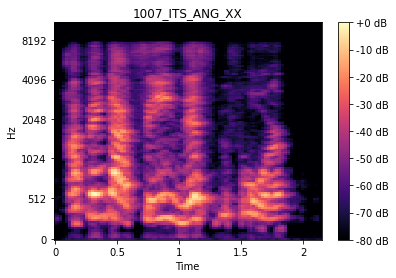 1007_ITS_ANG_XX
+0 dB
8192
-10 dB
4096
-20 dB
-30 dB
2048
Hz
-40 dB
1024
-50 dB
512
-60 dB
-70 dB
0
-80 dB
0 0.5 1 1.5 2
Time